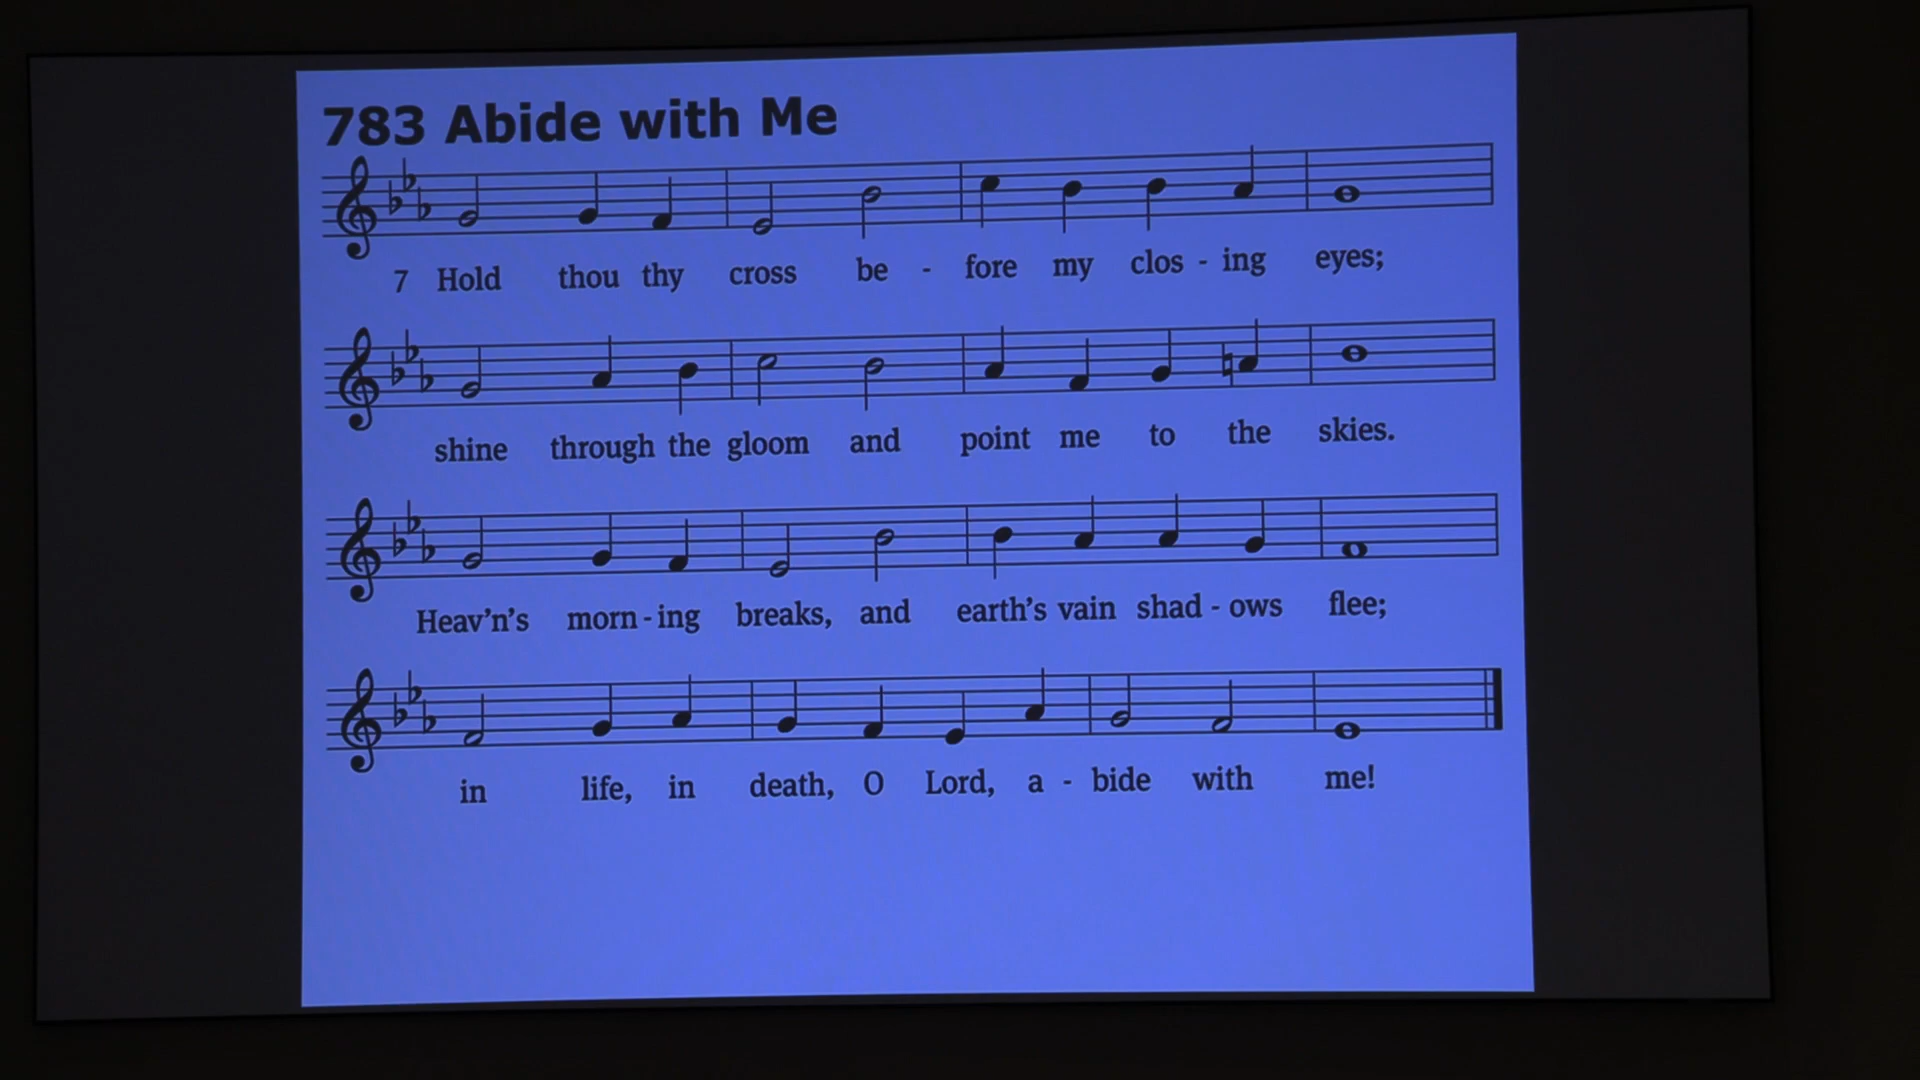 783 Abide with Me
7 Hold thou thy cross be - fore my clos - ing eyes;
shine through the gloom and point me to the skies.
Heav’n’s morn - ing breaks, and earth’s vain shad - ows flee;
in life, in death, O Lord, a - bide with me!